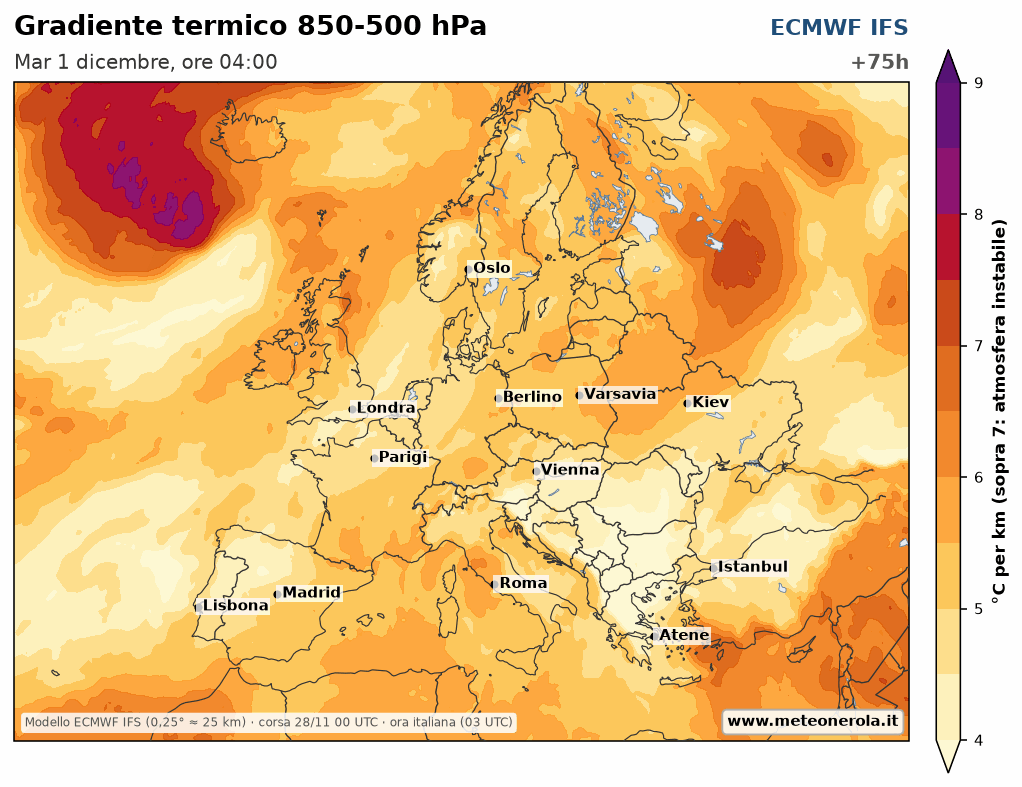 Gradiente termico 850-500 hPa
ECMWF IFS
Mar 1 dicembre, ore 04:00
+75h
Oslo
Berlino
Varsavia
Kiev
Londra
Parigi
Vienna
Istanbul
Roma
Madrid
Lisbona
Atene
Modello ECMWF IFS (0,25° ≈ 25 km) · corsa 28/11 00 UTC · ora italiana (03 UTC)
www.meteonerola.it
9
8
7
6
5
4
°C per km (sopra 7: atmosfera instabile)